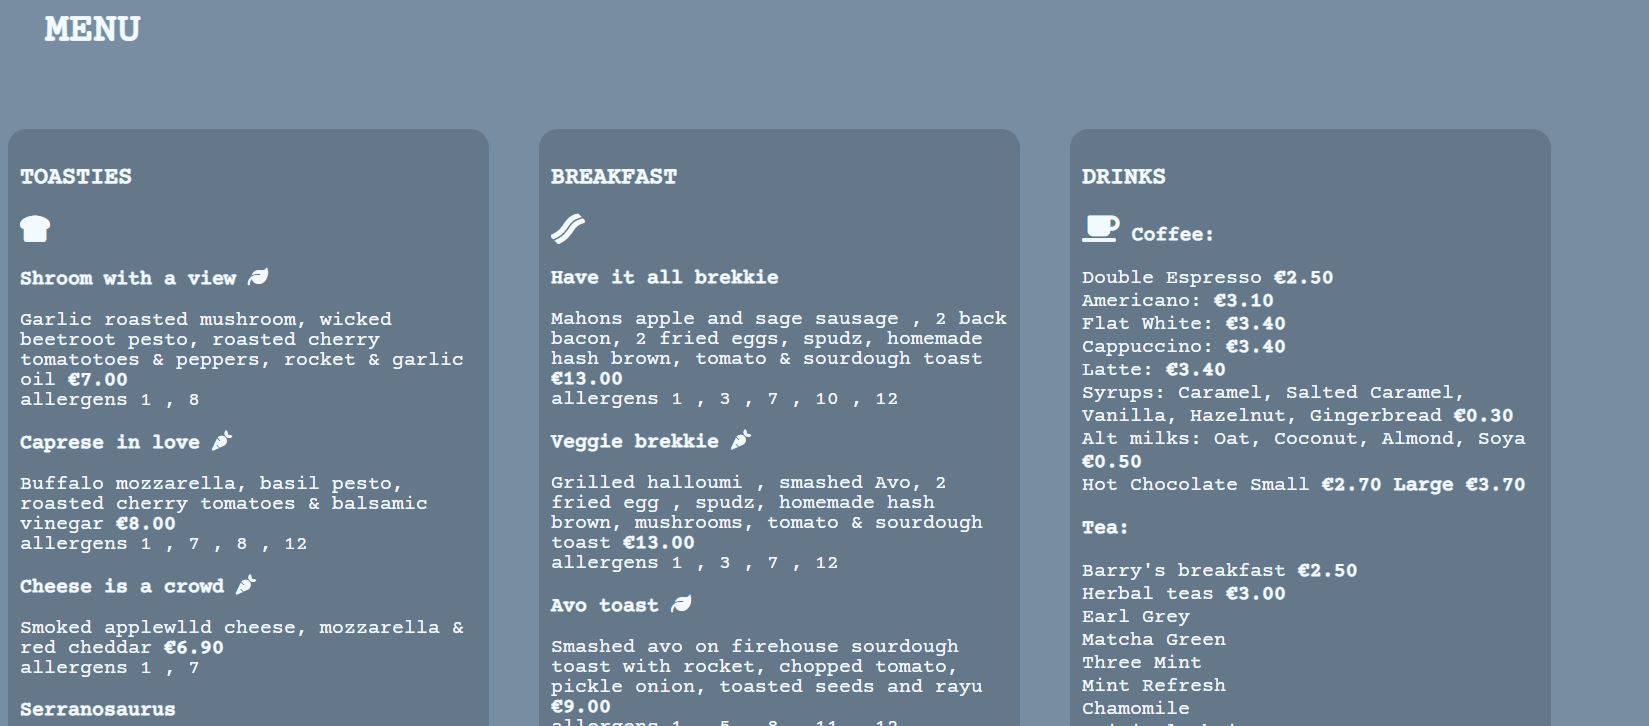 MENU
TOASTIES
Shroom with a view
Garlic roasted mushroom, wicked
beetroot pesto, roasted cherry
tomatotoes & peppers, rocket & garlic
oil €7.00
allergens 1 , 8
Caprese in love
Buffalo mozzarella, basil pesto,
roasted cherry tomatoes & balsamic
vinegar €8.00
allergens 1 , 7 , 8 , 12
Cheese is a crowd
Smoked applewlld cheese, mozzarella &
red cheddar €6.90
allergens 1 , 7
Serranosaurus
BREAKFAST
Have it all brekkie
Mahons apple and sage sausage , 2 back
bacon, 2 fried eggs, spudz, homemade
hash brown, tomato & sourdough toast
€13.00
allergens 1 , 3 , 7 , 10 , 12
Veggie brekkie
Grilled halloumi , smashed Avo, 2
fried egg , spudz, homemade hash
brown, mushrooms, tomato & sourdough
toast €13.00
allergens 1 , 3 , 7 , 12
Avo toast
Smashed avo on firehouse sourdough
toast with rocket, chopped tomato,
pickle onion, toasted seeds and rayu
€9.00
allergens 1 , 5 , 8 , 11 , 12
DRINKS
Coffee:
Double Espresso €2.50
Americano: €3.10
Flat White: €3.40
Cappuccino: €3.40
Latte: €3.40
Syrups: Caramel, Salted Caramel,
Vanilla, Hazelnut, Gingerbread €0.30
Alt milks: Oat, Coconut, Almond, Soya
€0.50
Hot Chocolate Small €2.70 Large €3.70
Tea:
Barry's breakfast €2.50
Herbal teas €3.00
Earl Grey
Matcha Green
Three Mint
Mint Refresh
Chamomile